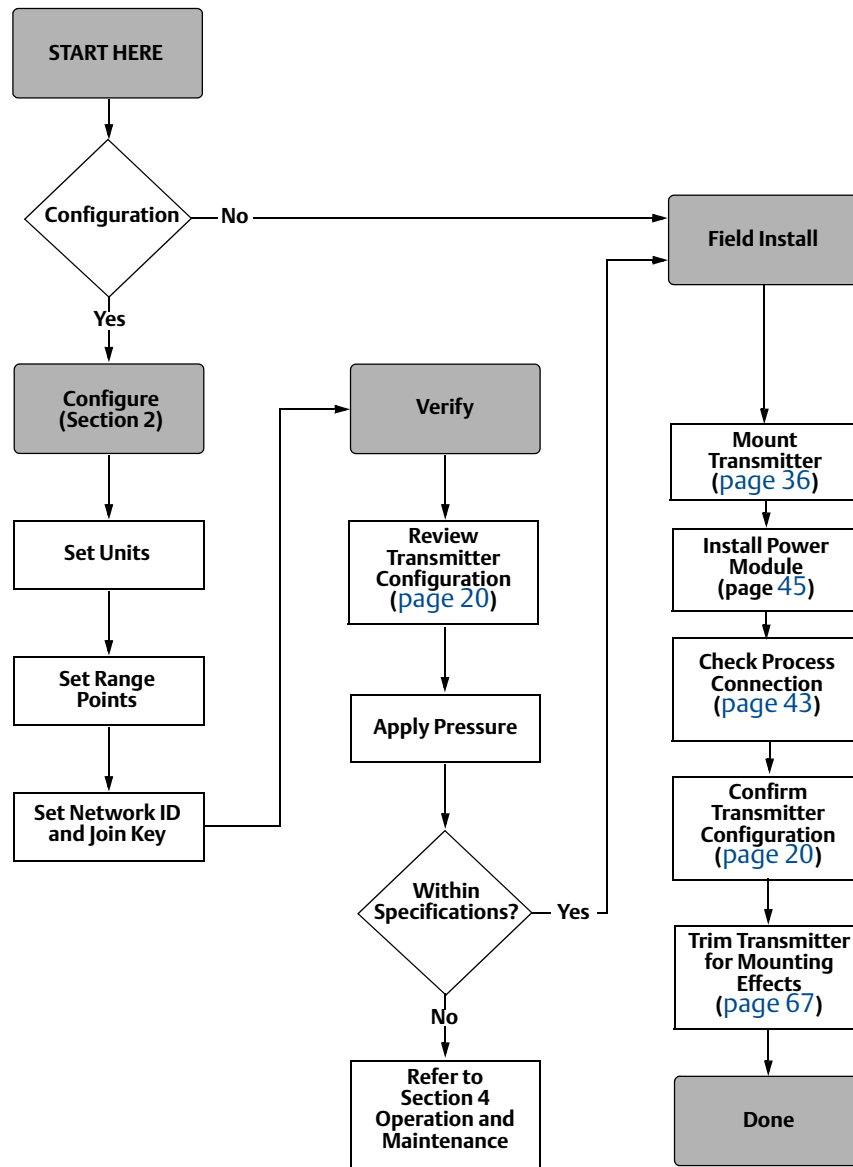 START HERE
Configuration
No
Yes
Configure
(Section 2)
Set Units
Set Range
Points
Set Network ID
and Join Key
Verify
Review
Transmitter
Configuration
(page 20)
Apply Pressure
Within
Specifications?
Yes
No
Refer to
Section 4
Operation and
Maintenance
Field Install
Mount
Transmitter
(page 36)
Install Power
Module
(page 45)
Check Process
Connection
(page 43)
Confirm
Transmitter
Configuration
(page 20)
Trim Transmitter
for Mounting
Effects
(page 67)
Done